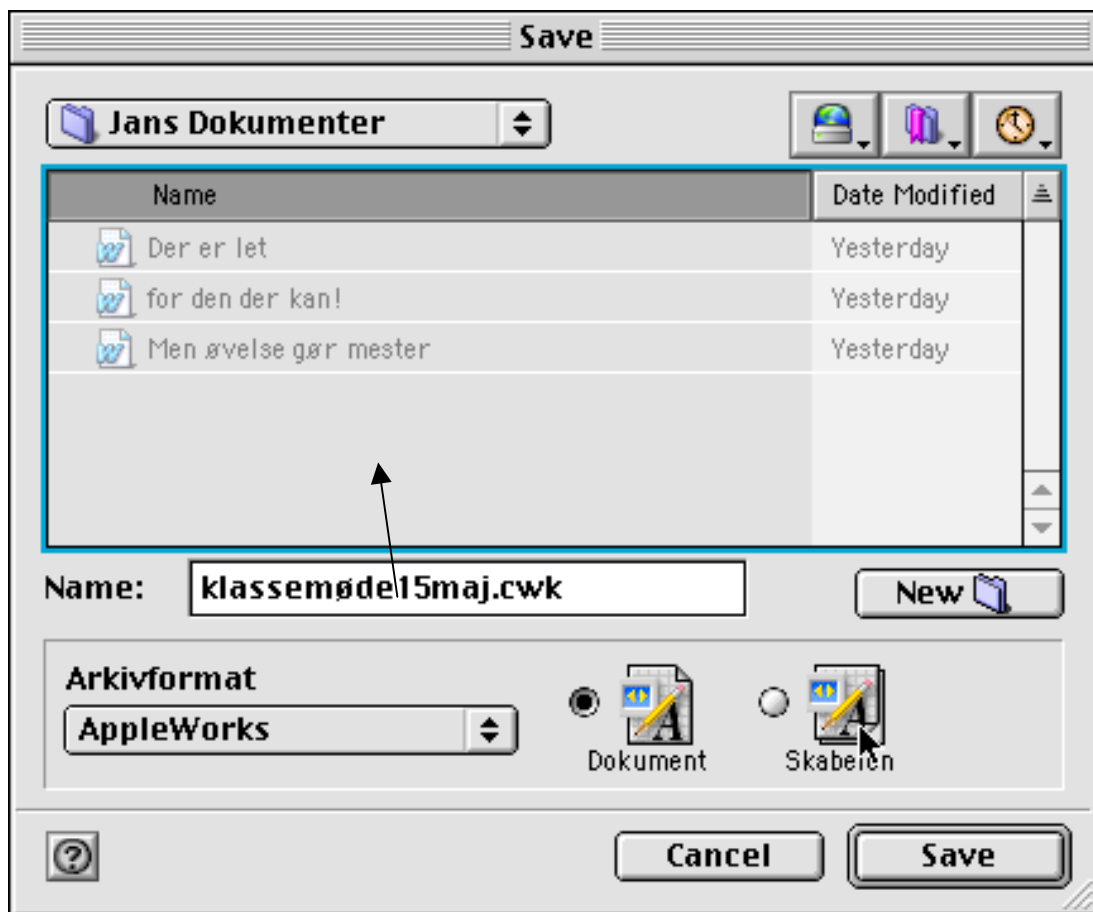 Save
Jans Dokumenter
Name Date Modified
Der er let Yesterday
for den der kan! Yesterday
Men øvelse gør mester Yesterday
Name: klassemøde15maj.cwk New
Arkivformat
AppleWorks
Dokument Skabelon
Cancel Save